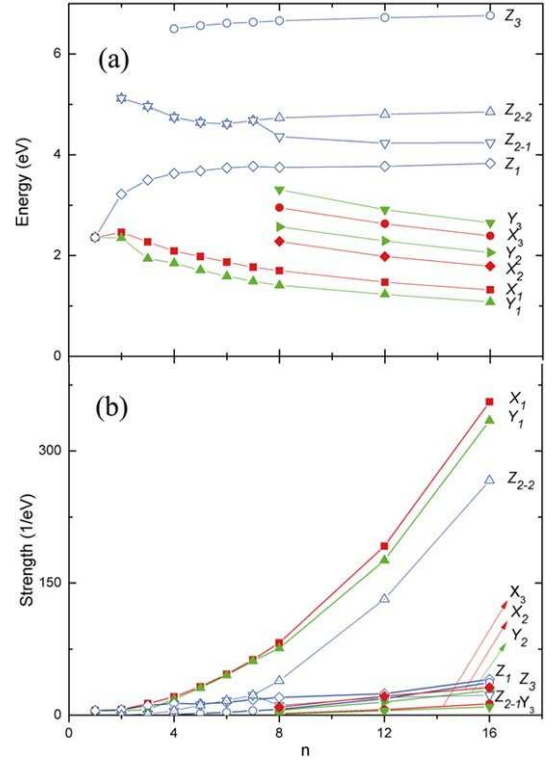 6
4
2
0
Energy (eV)
(a)
Z3
Z2-2
Z2-1
Z1
Y3
X3
Y2
X2
X1
Y1
(b)
300
150
0
Strength (1/eV)
X1
Y1
Z2-2
X3
X2
Y2
Z1 Z3
Z2-1 Y3
0 4 8 12 16
n